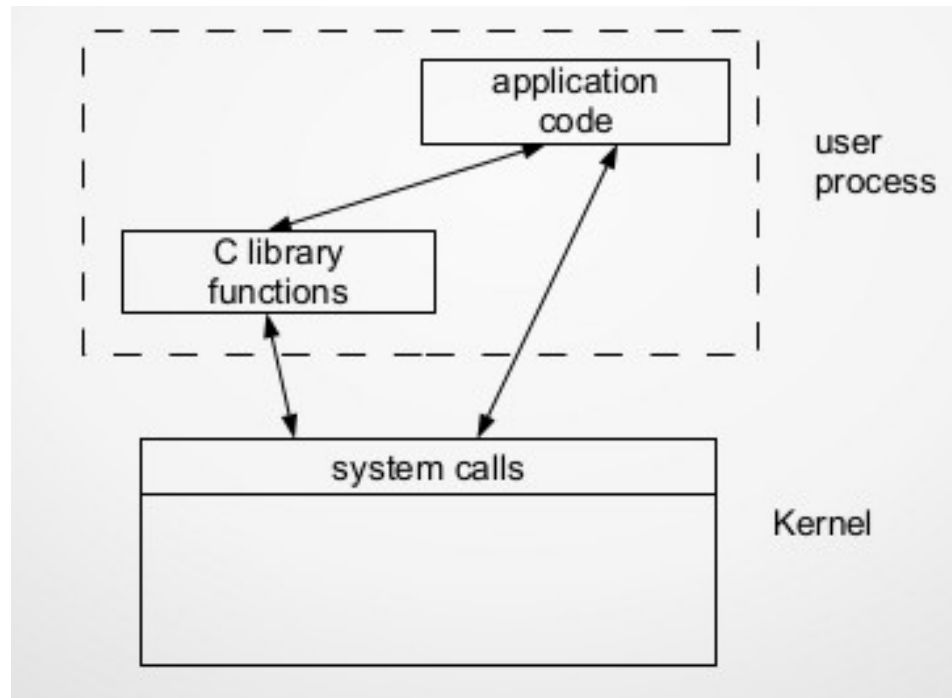 application
code
user
process
C library
functions
system calls
Kernel